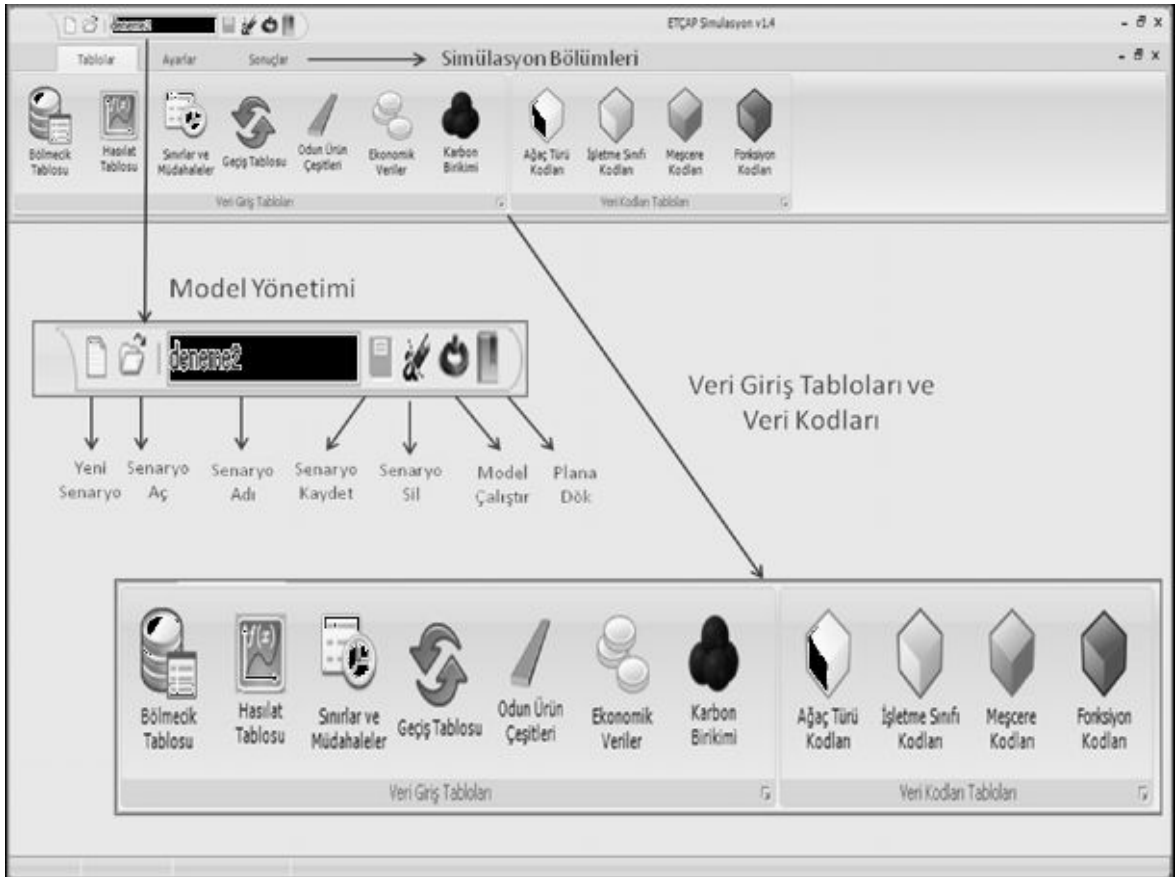 deneme2
ETÇAP Simulasyon v1.4
Tablolar Ayarlar Sonuçlar Simülasyon Bölümleri
Bölmecik Tablosu
Hasılat Tablosu
Sınırlar ve Müdahaleler
Geçiş Tablosu
Odun Ürün Çeşitleri
Ekonomik Veriler
Karbon Birikimi
Ağaç Türü Kodları
İşletme Sınıfı Kodları
Meşcere Kodları
Fonksiyon Kodları
Veri Giriş Tabloları
Veri Kodları Tabloları
Model Yönetimi
deneme2
Yeni Senaryo
Senaryo Aç
Senaryo Adı
Senaryo Kaydet
Senaryo Sil
Model Çalıştır
Plana Dök
Veri Giriş Tabloları ve
Veri Kodları
Bölmecik Tablosu
Hasılat Tablosu
Sınırlar ve Müdahaleler
Geçiş Tablosu
Odun Ürün Çeşitleri
Ekonomik Veriler
Karbon Birikimi
Ağaç Türü Kodları
İşletme Sınıfı Kodları
Meşcere Kodları
Fonksiyon Kodları
Veri Giriş Tabloları
Veri Kodları Tabloları